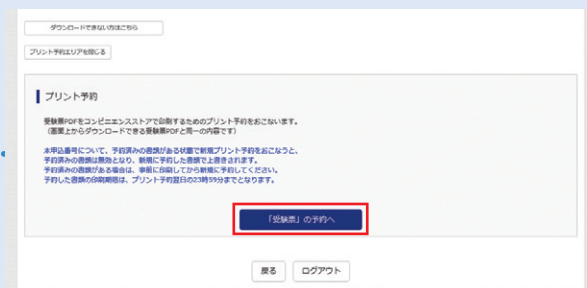 ダウンロードできない方はこちら
プリント予約エリアを閉じる
プリント予約
受験票PDFをコンビニエンスストアで印刷するためのプリント予約をおこないます。
（画面上からダウンロードできる受験票PDFと同一の内容です）
本申込番号について、予約済みの書類がある状態で新規プリント予約をおこなうと、
予約済みの書類は無効となり、新規に予約した書類で上書きされます。
予約済みの書類がある場合は、事前に印刷してから新規に予約してください。
予約した書類の印刷期限は、プリント予約翌日の23時59分までとなります。
「受験票」の予約へ
戻る ログアウト